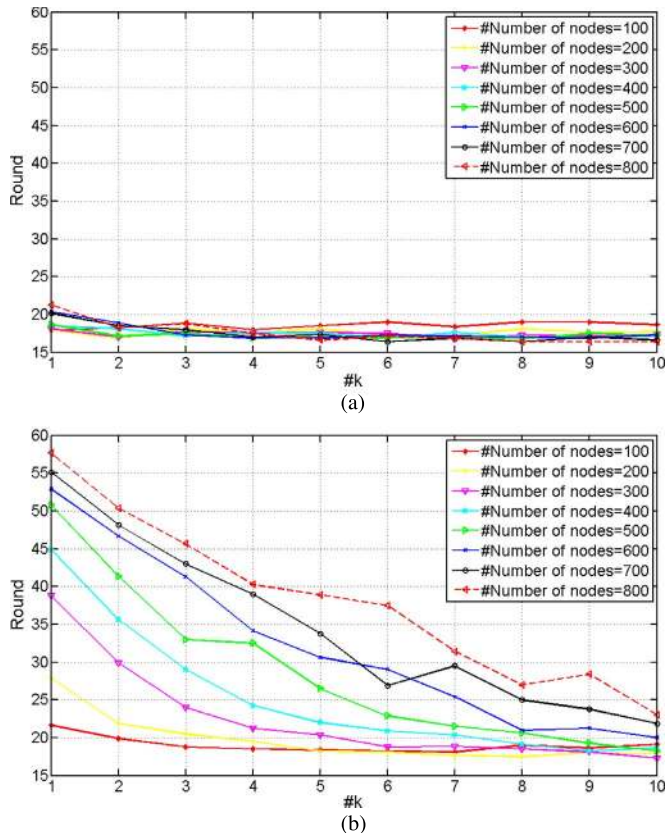 60
55
50
45
40
35
30
25
20
15
Round
#Number of nodes=100
#Number of nodes=200
#Number of nodes=300
#Number of nodes=400
#Number of nodes=500
#Number of nodes=600
#Number of nodes=700
#Number of nodes=800
1 2 3 4 5 6 7 8 9 10
#k
(a)
60
55
50
45
40
35
30
25
20
15
Round
#Number of nodes=100
#Number of nodes=200
#Number of nodes=300
#Number of nodes=400
#Number of nodes=500
#Number of nodes=600
#Number of nodes=700
#Number of nodes=800
1 2 3 4 5 6 7 8 9 10
#k
(b)